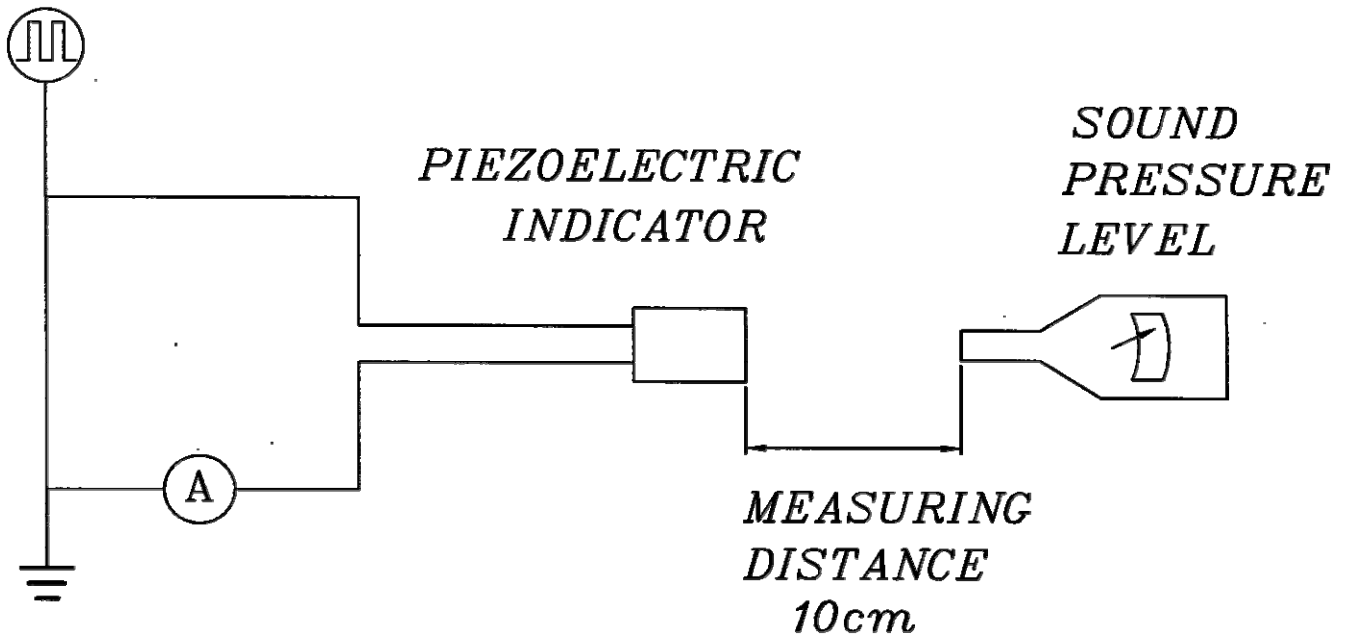 PIEZOELECTRIC
INDICATOR
SOUND
PRESSURE
LEVEL
A
MEASURING
DISTANCE
10cm